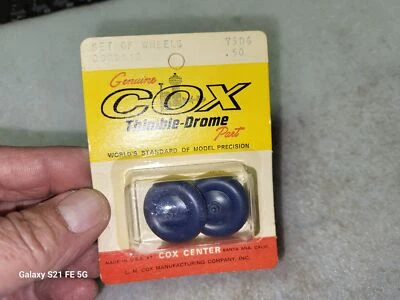 SET OF WHEELS 7506
.50
Genuine
COX
Thimble-Drome
Part
WORLD'S STANDARD OF MODEL PRECISION
MADE IN U.S.A. AT COX CENTER SANTA ANA, CALIF.
L. M. COX MANUFACTURING COMPANY, INC.
Galaxy S21 FE 5G